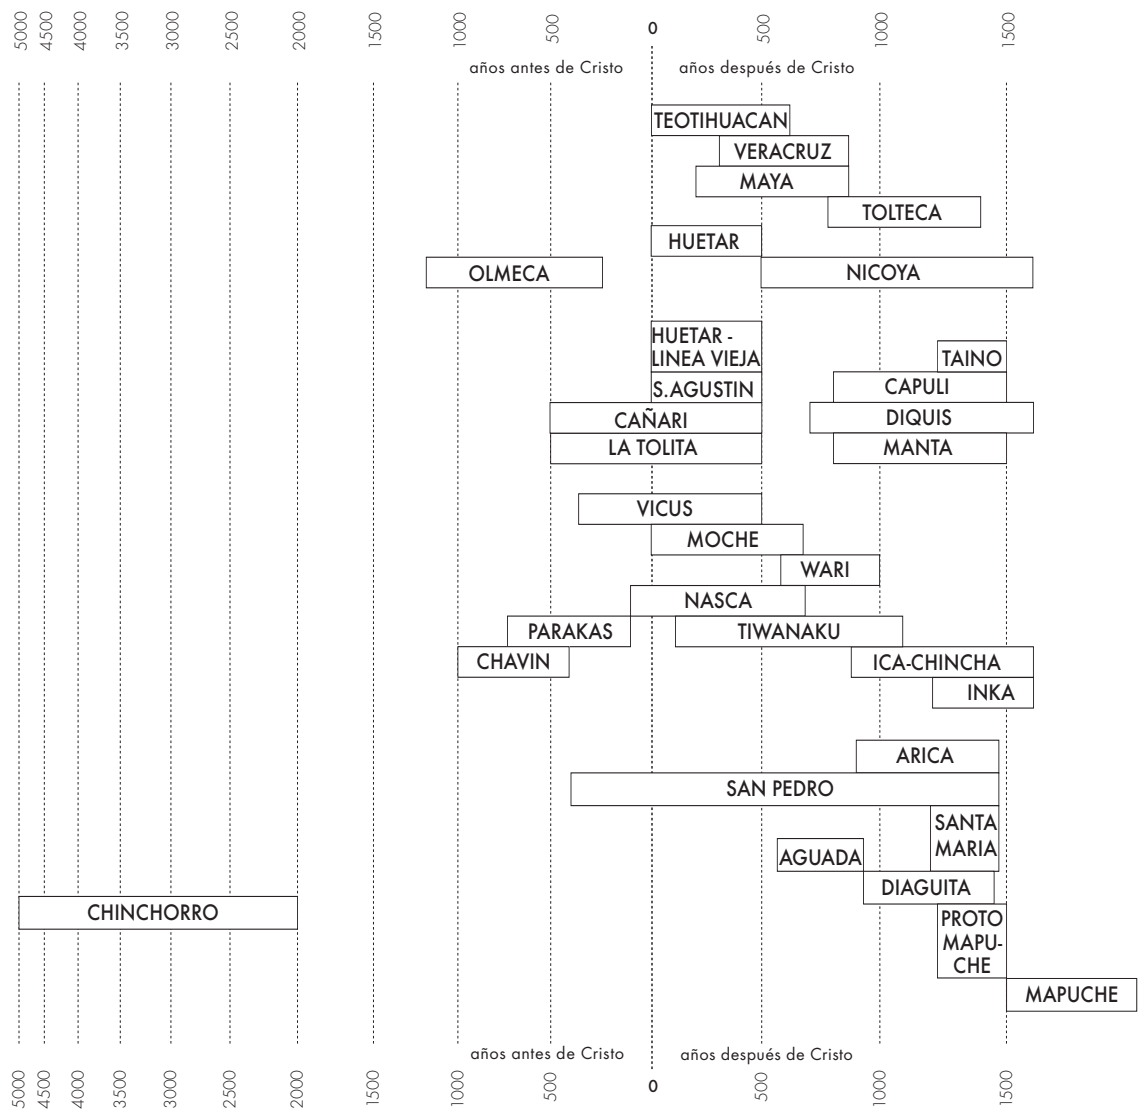 5000 4500 4000 3500 3000 2500 2000 1500 1000 500 0 500 1000 1500
años antes de Cristo años después de Cristo
TEOTIHUACAN
VERACRUZ
MAYA
TOLTECA
HUETAR
OLMECA NICOYA
HUETAR -
LINEA VIEJA TAINO
S.AGUSTIN CAPULI
CAÑARI DIQUIS
LA TOLITA MANTA
VICUS
MOCHE
WARI
NASCA
PARAKAS TIWANAKU
CHAVIN ICA-CHINCHA
INKA
ARICA
SAN PEDRO
SANTA
MARIA
AGUADA
DIAGUITA
CHINCHORRO
PROTO
MAPU-
CHE
MAPUCHE
años antes de Cristo años después de Cristo
5000 4500 4000 3500 3000 2500 2000 1500 1000 500 0 500 1000 1500